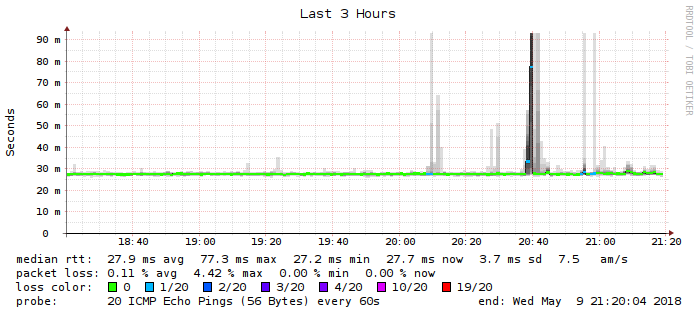 Last 3 Hours
RRDTOOL / TOBI OETIKER
Seconds
90 m
80 m
70 m
60 m
50 m
40 m
30 m
20 m
10 m
0
18:40 19:00 19:20 19:40 20:00 20:20 20:40 21:00 21:20
median rtt: 27.9 ms avg 77.3 ms max 27.2 ms min 27.7 ms now 3.7 ms sd 7.5 am/s
packet loss: 0.11 % avg 4.42 % max 0.00 % min 0.00 % now
loss color: 0 1/20 2/20 3/20 4/20 10/20 19/20
probe: 20 ICMP Echo Pings (56 Bytes) every 60s end: Wed May 9 21:20:04 2018